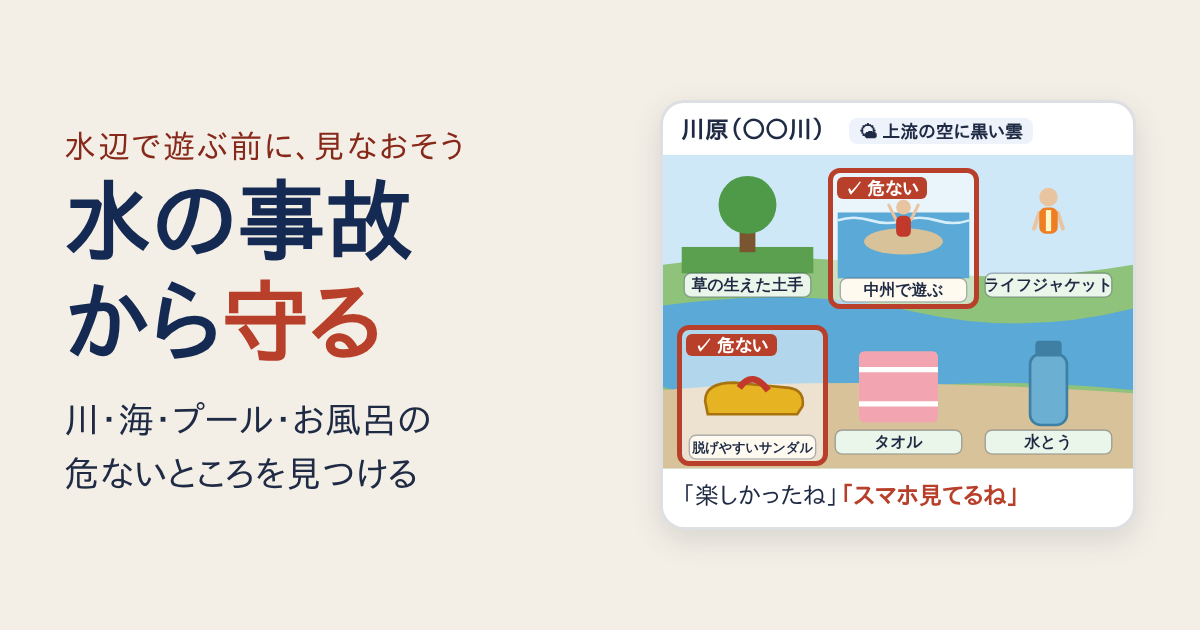 水辺で遊ぶ前に、見なおそう
水の事故
から守る
川・海・プール・お風呂の
危ないところを見つける
川原(〇〇川)
上流の空に黒い雲
草の生えた土手
✓ 危ない
中州で遊ぶ
ライフジャケット
✓ 危ない
脱げやすいサンダル
タオル
水とう
「楽しかったね」「スマホ見てるね」